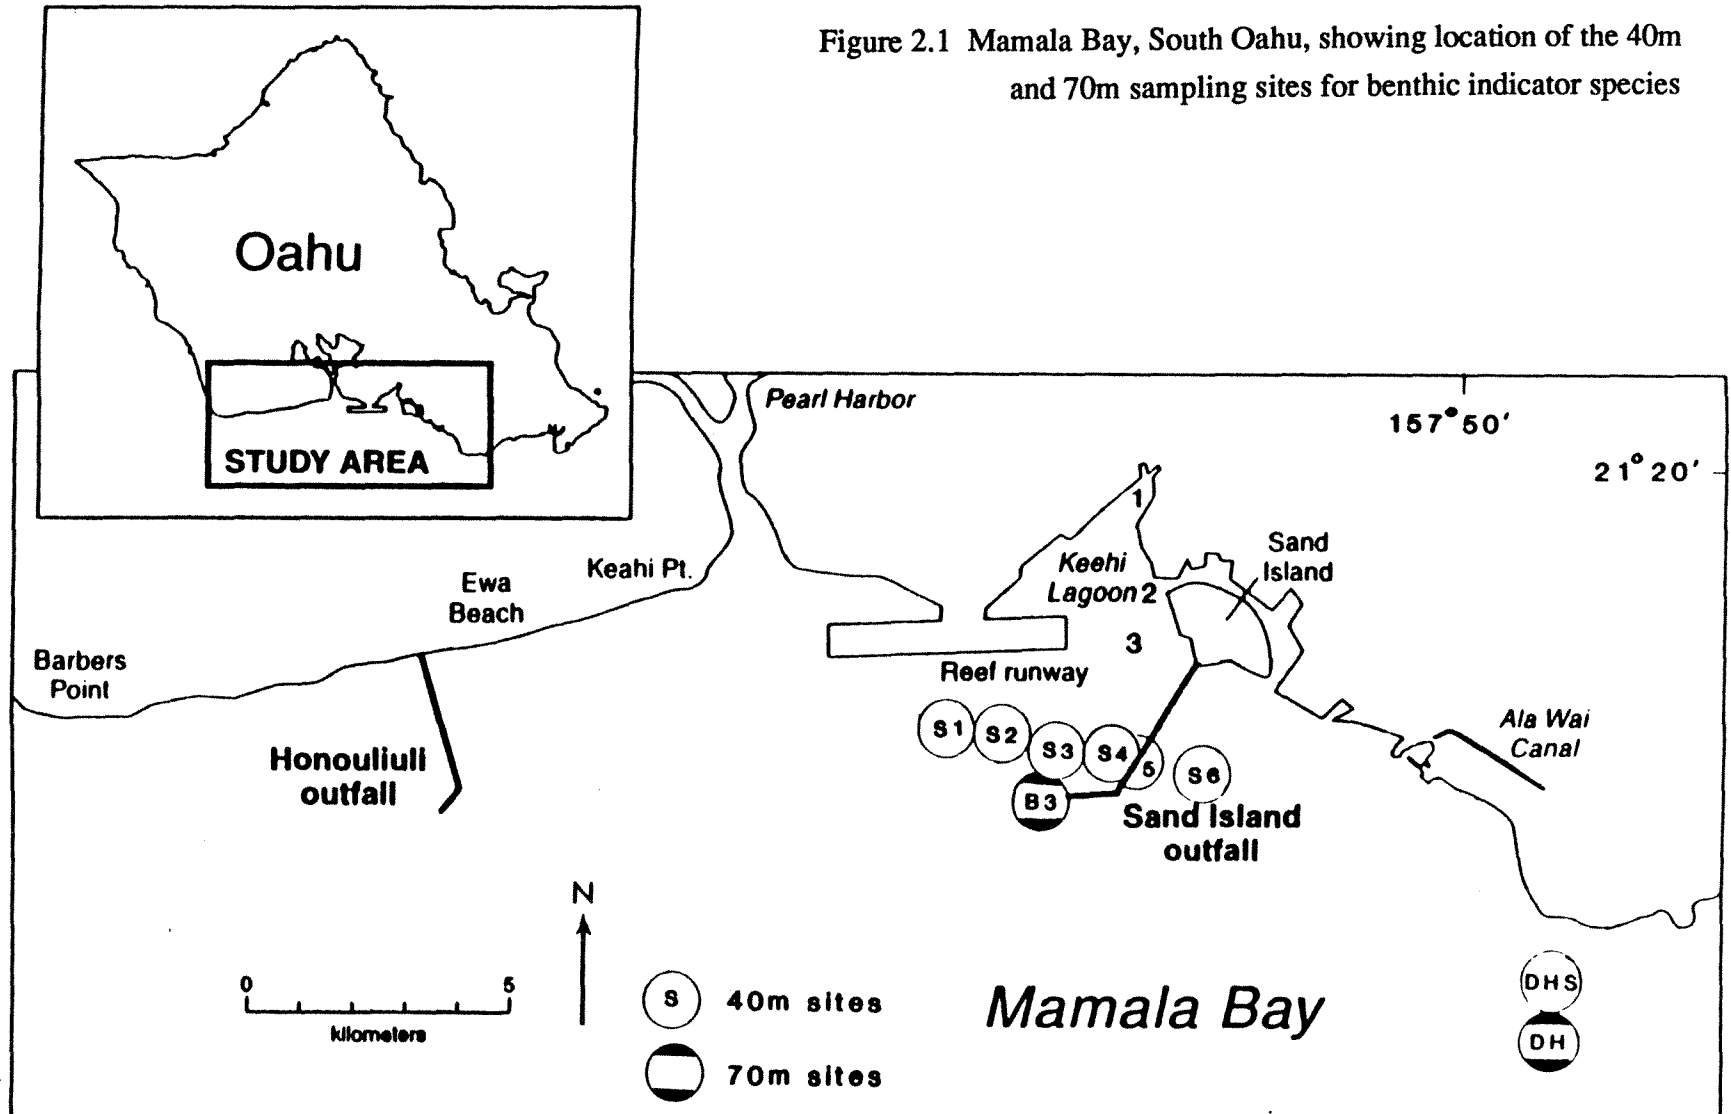 Figure 2.1 Mamala Bay, South Oahu, showing location of the 40m
and 70m sampling sites for benthic indicator species
Oahu
STUDY AREA
Pearl Harbor
157°50'
21°20'
1
Keehi
Lagoon 2
3
Sand
Island
Keahi Pt.
Ewa
Beach
Barbers
Point
Reef runway
Honouliull
outfall
S1
S2
S3
S4
5
S6
B3
Sand Island
outfall
Ala Wai
Canal
N
0 5
kilometers
S 40m sites
70m sites
Mamala Bay
DHS
DH